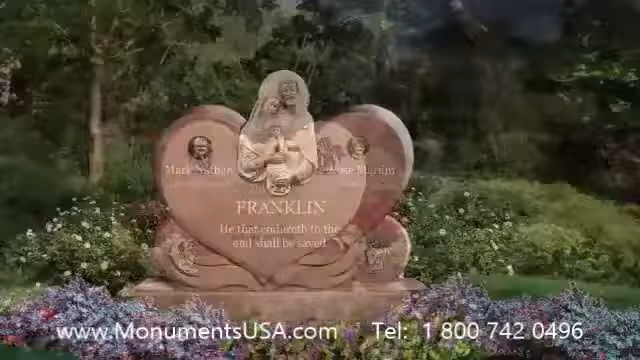 Mark Nathan
Martin
FRANKLIN
He that endureth to the
end shall be saved
www.MonumentsUSA.com Tel: 1 800 742 0496